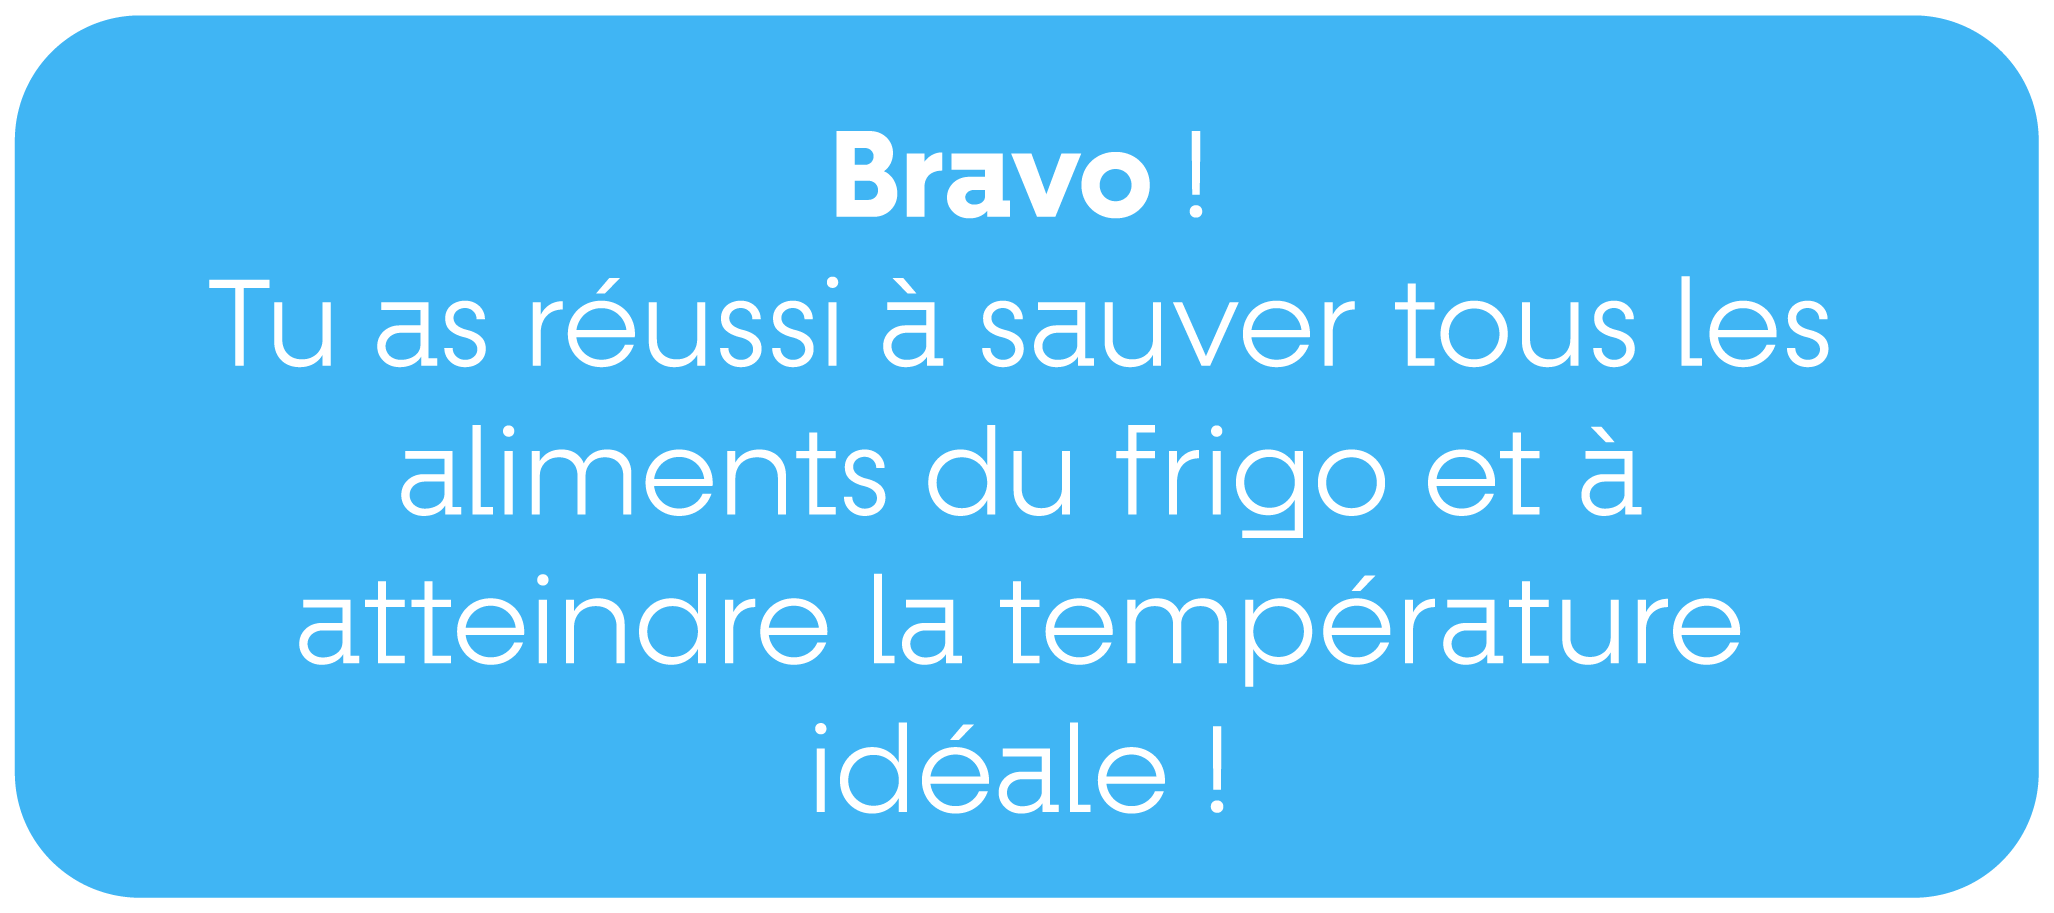 Bravo !
Tu as réussi à sauver tous les
aliments du frigo et à
atteindre la température
idéale !